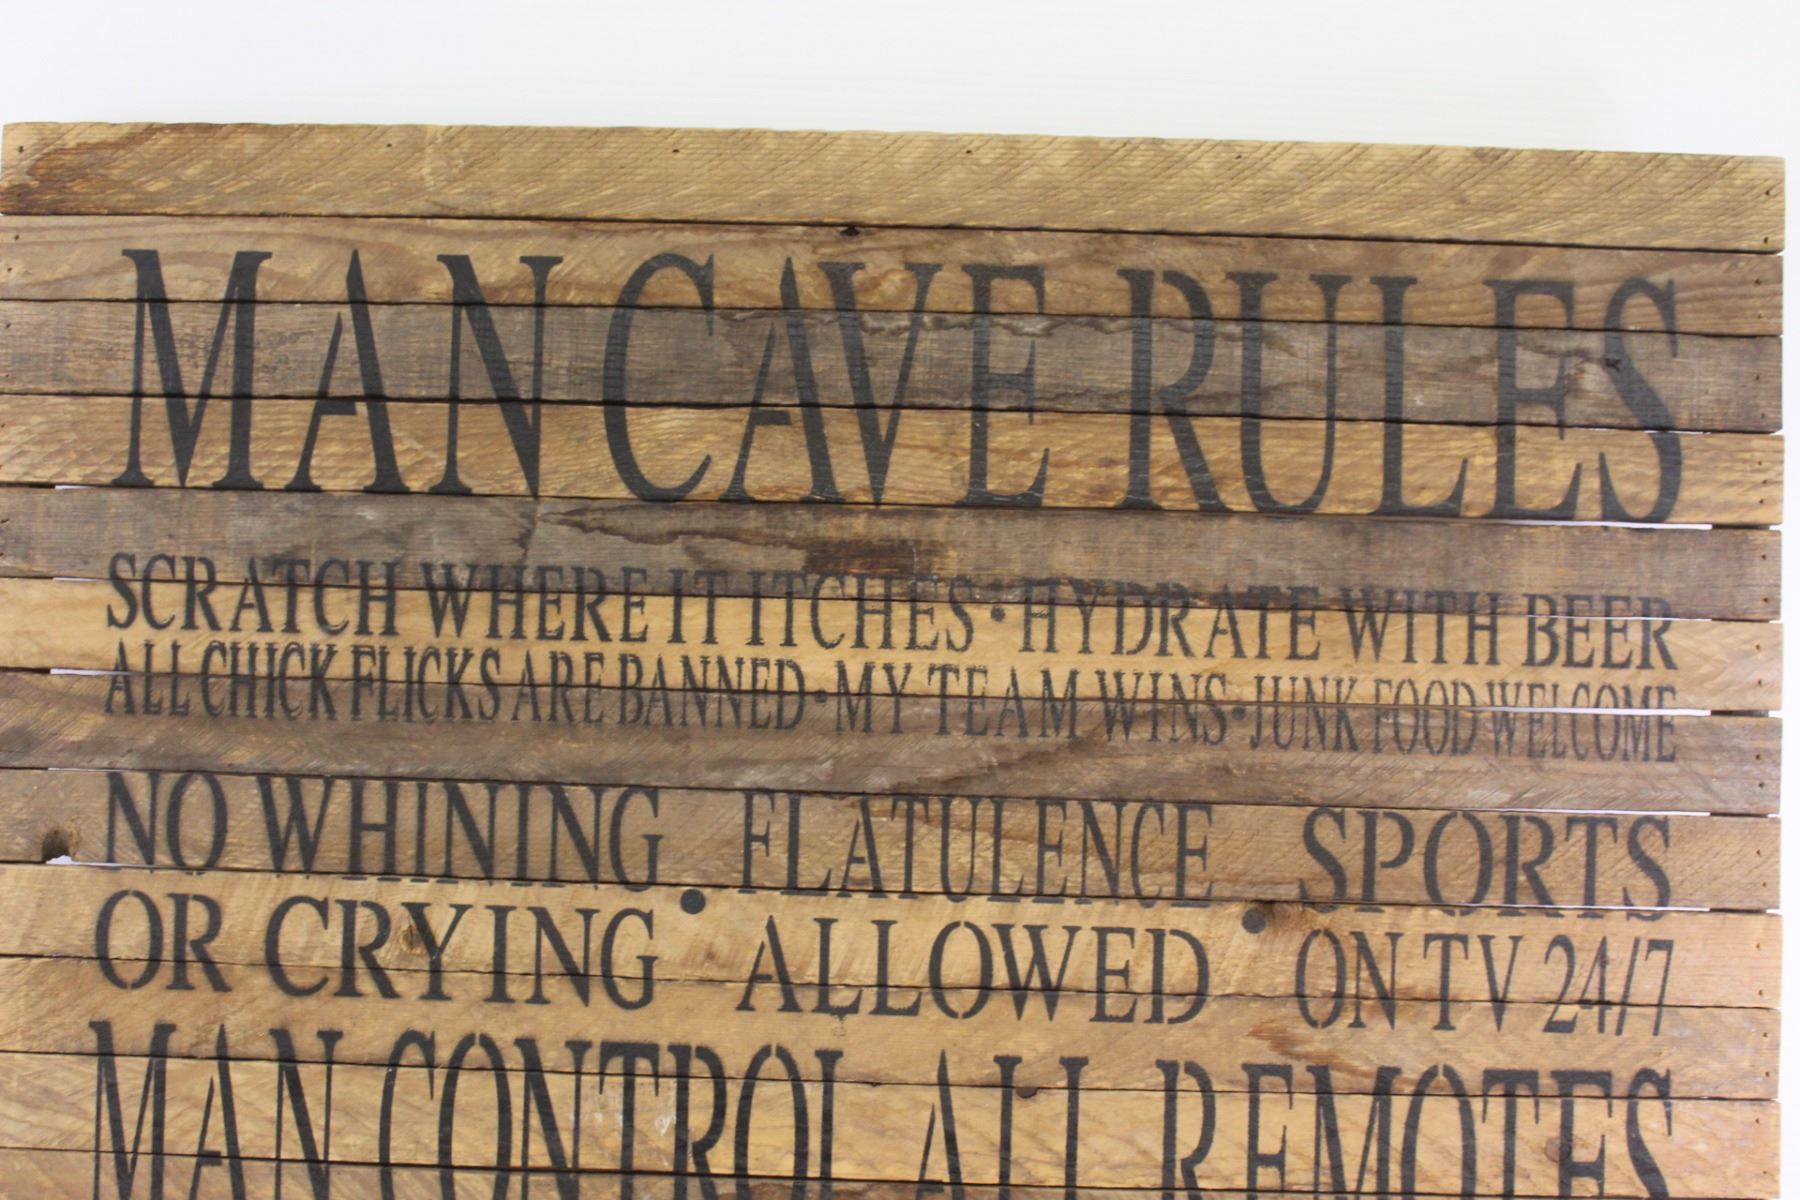 MAN CAVE RULES
SCRATCH WHERE IT ITCHES • HYDRATE WITH BEER
ALL CHICK FLICKS ARE BANNED • MY TEAM WINS • JUNK FOOD WELCOME
NO WHINING OR CRYING • FLATULENCE ALLOWED • SPORTS ON TV 24/7
MAN CONTROL ALL REMOTES